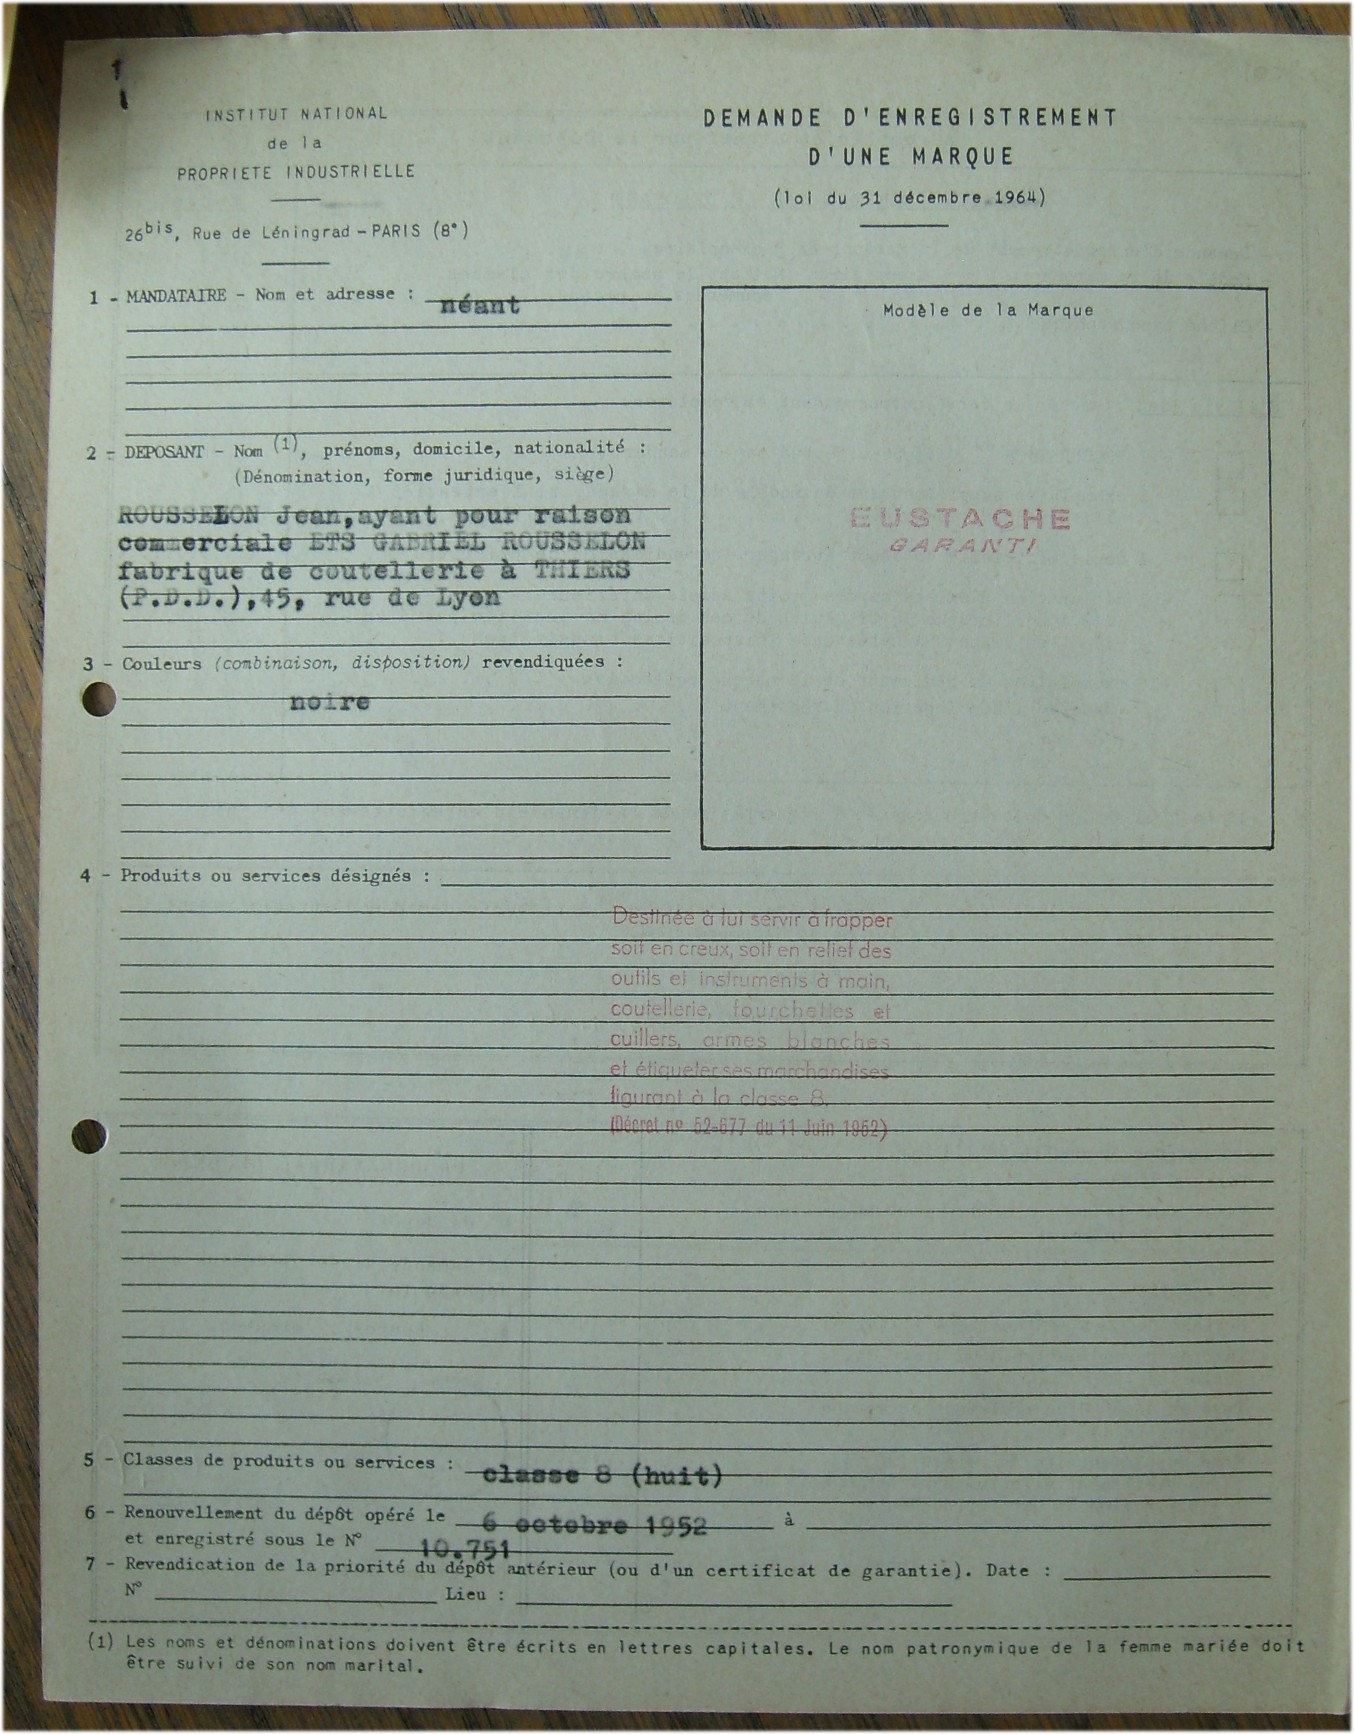 INSTITUT NATIONAL
de la
PROPRIETE INDUSTRIELLE
26bis, Rue de Léningrad - PARIS (8°)
DEMANDE D'ENREGISTREMENT
D'UNE MARQUE
(loi du 31 décembre 1964)
1 - MANDATAIRE - Nom et adresse : néant
2 - DEPOSANT - Nom (1), prénoms, domicile, nationalité :
(Dénomination, forme juridique, siège)
ROUSSELON Jean, ayant pour raison
commerciale ETS GABRIEL ROUSSELON
fabrique de coutellerie à THIERS
(P.D.D.), 45, rue de Lyon
3 - Couleurs (combinaison, disposition) revendiquées :
noire
Modèle de la Marque
EUSTACHE
GARANTI
4 - Produits ou services désignés :
Destinée à lui servir à frapper
soit en creux, soit en relief des
outils et instruments à main,
coutellerie, fourchettes et
cuillers, armes blanches
et étiqueter ses marchandises
figurant à la classe 8.
(Décret nº 52-677 du 11 Juin 1952)
5 - Classes de produits ou services : classe 8 (huit)
6 - Renouvellement du dépôt opéré le 6 octobre 1952 à
et enregistré sous le N° 10.751
7 - Revendication de la priorité du dépôt antérieur (ou d'un certificat de garantie). Date :
N° Lieu :
(1) Les noms et dénominations doivent être écrits en lettres capitales. Le nom patronymique de la femme mariée doit
être suivi de son nom marital.